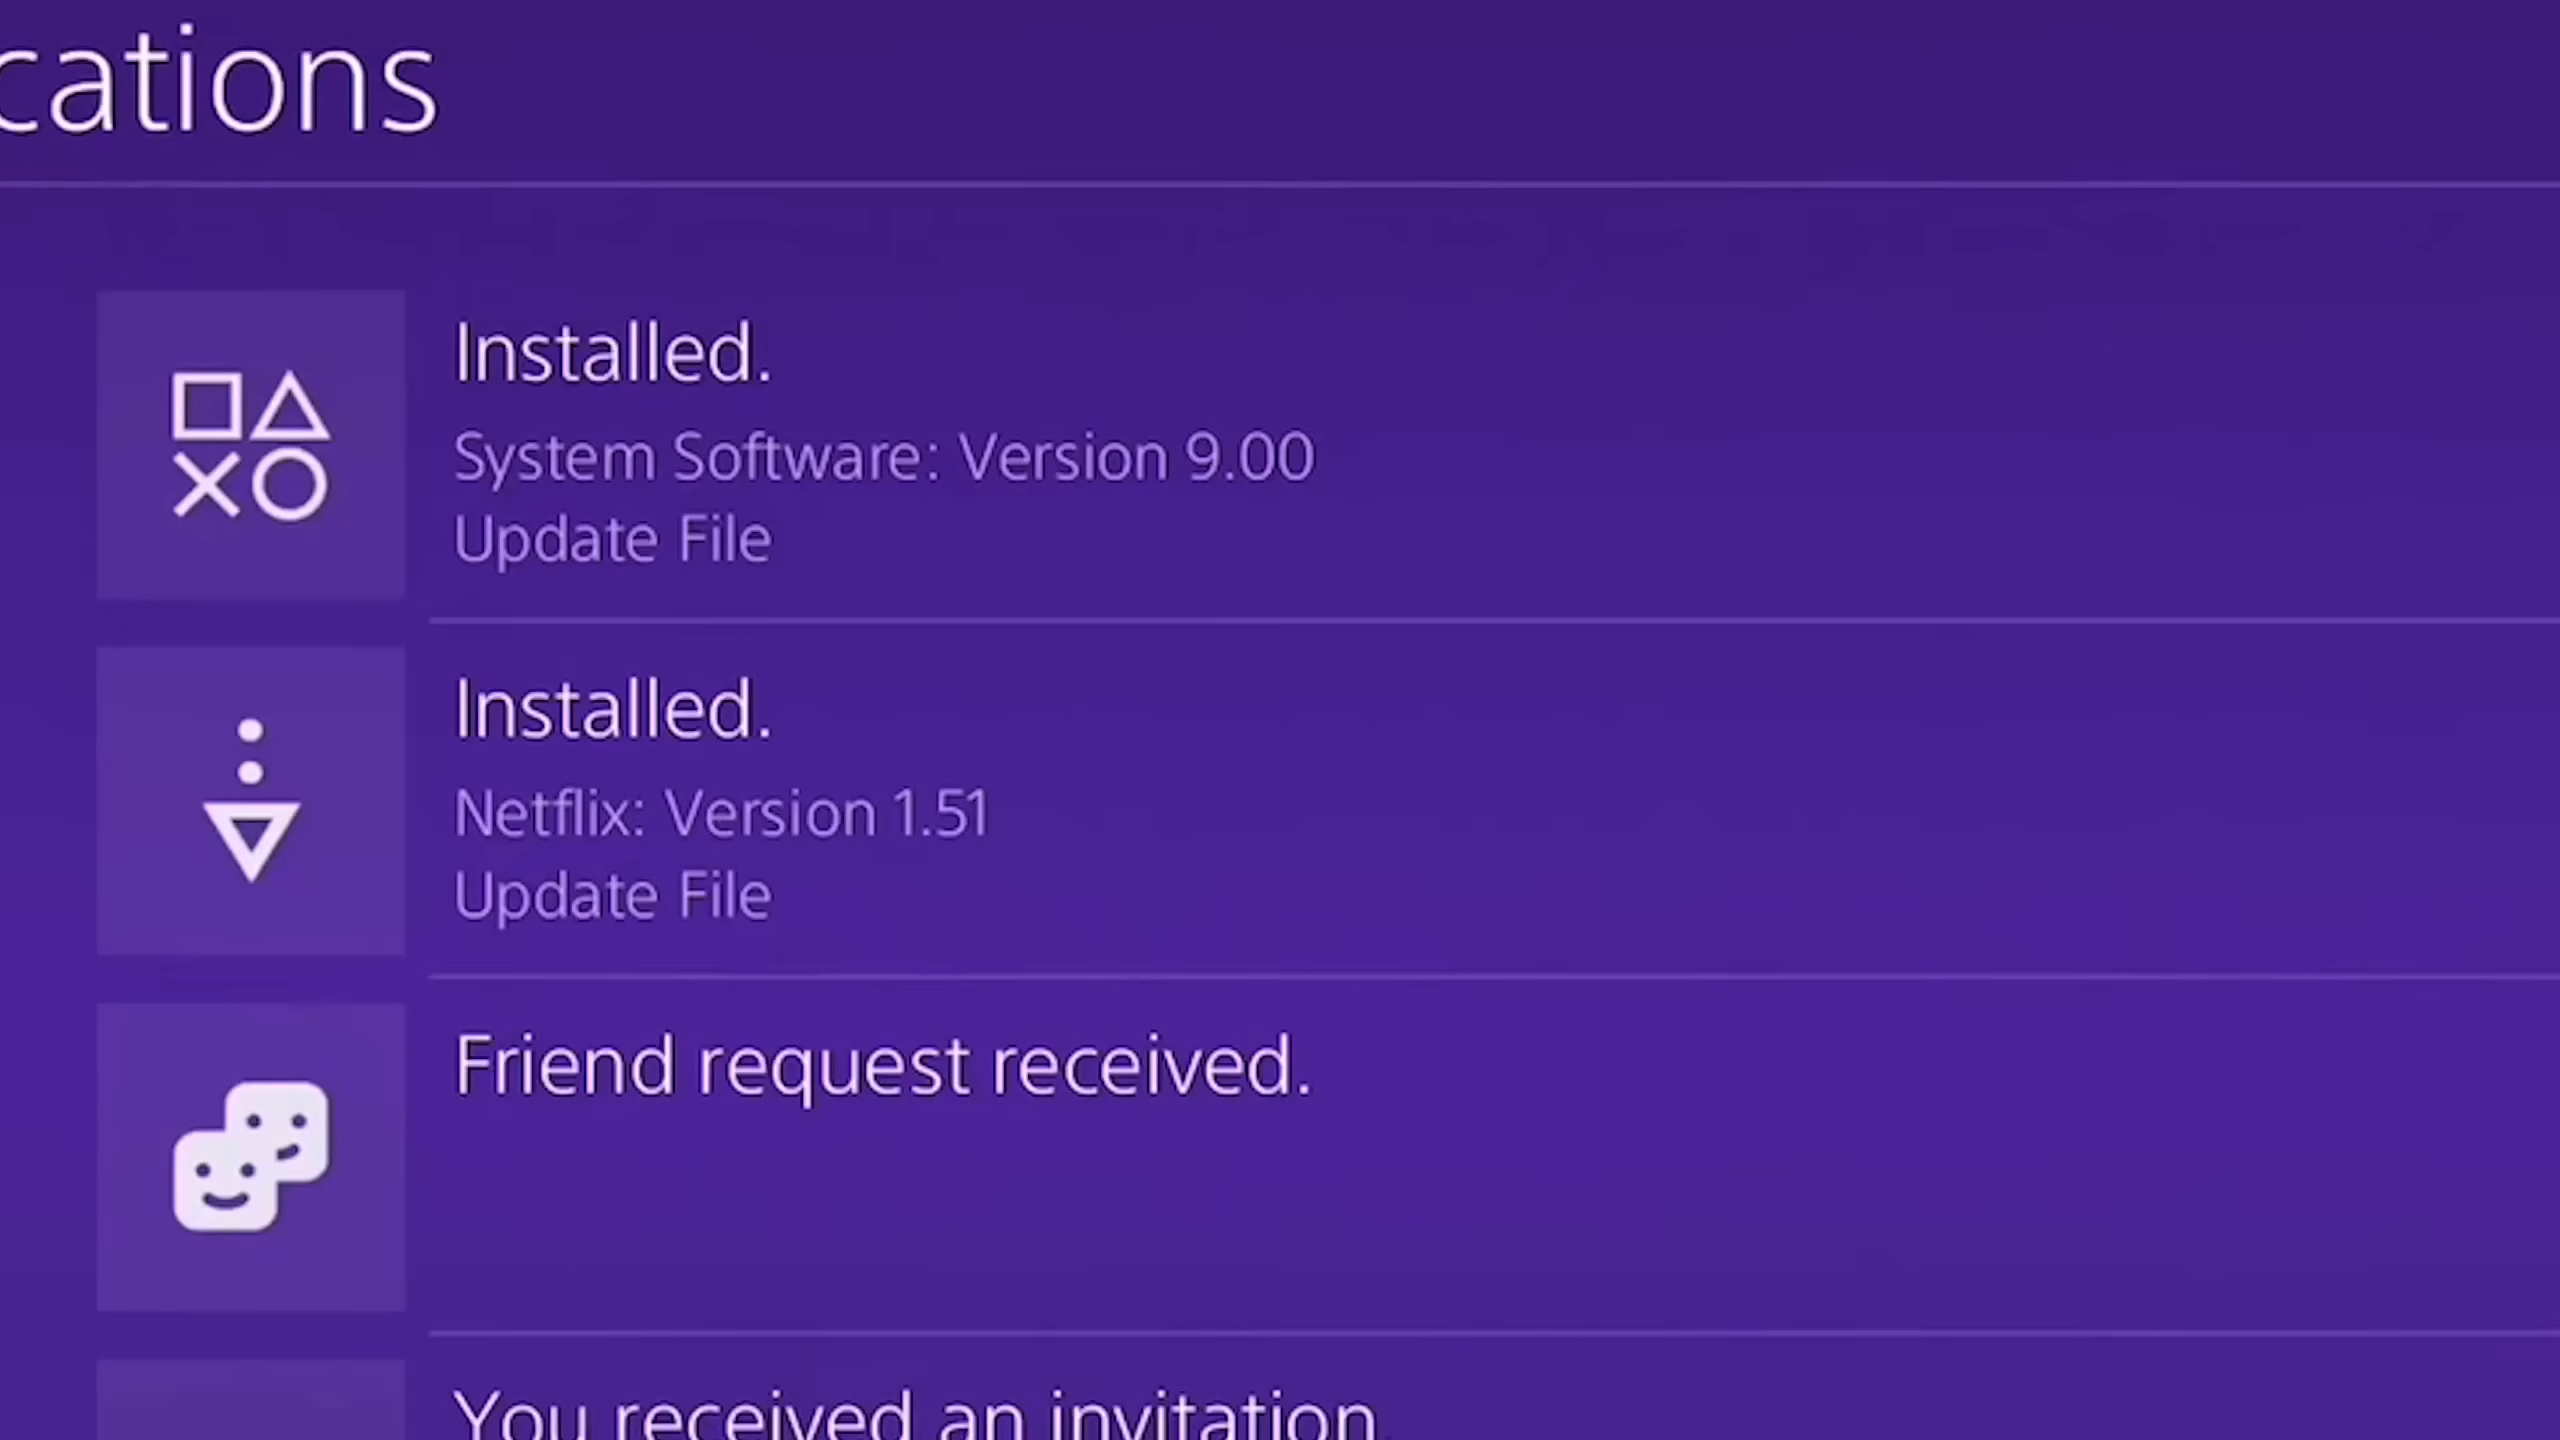 cations
Installed.
System Software: Version 9.00
Update File
Installed.
Netflix: Version 1.51
Update File
Friend request received.
You received an invitation.